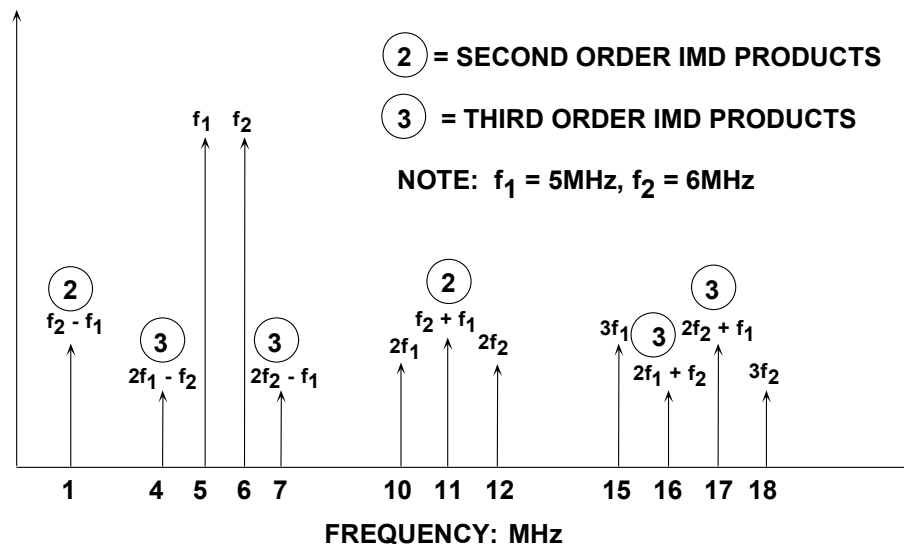 2 = SECOND ORDER IMD PRODUCTS
3 = THIRD ORDER IMD PRODUCTS
NOTE: f1 = 5MHz, f2 = 6MHz
f1 f2
2
f2 - f1
3
2f1 - f2
3
2f2 - f1
2
f2 + f1
2f1
2f2
3
3f1
3
2f2 + f1
2f1 + f2
3f2
1 4 5 6 7 10 11 12 15 16 17 18
FREQUENCY: MHz